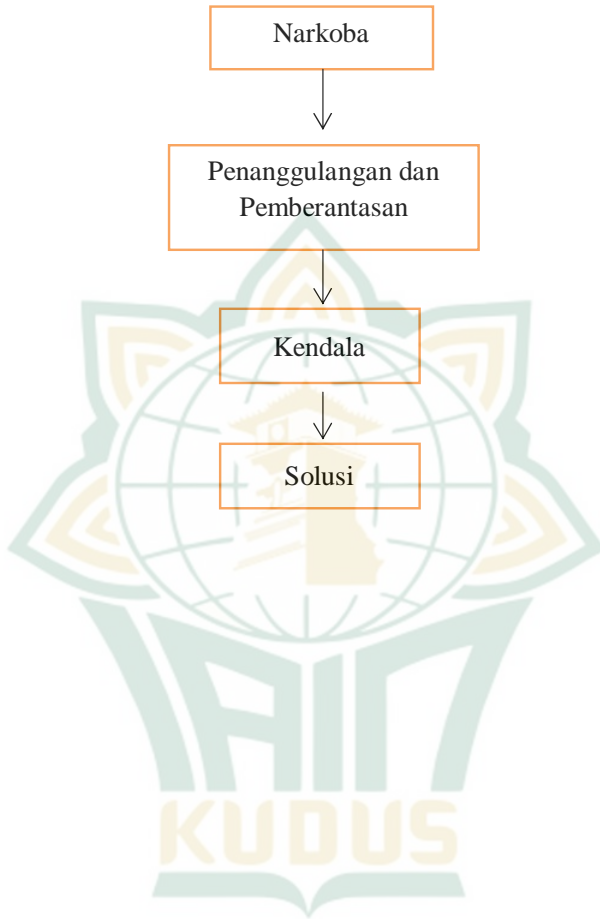 Narkoba
Penanggulangan dan
Pemberantasan
Kendala
Solusi
IAIN
KUDUS